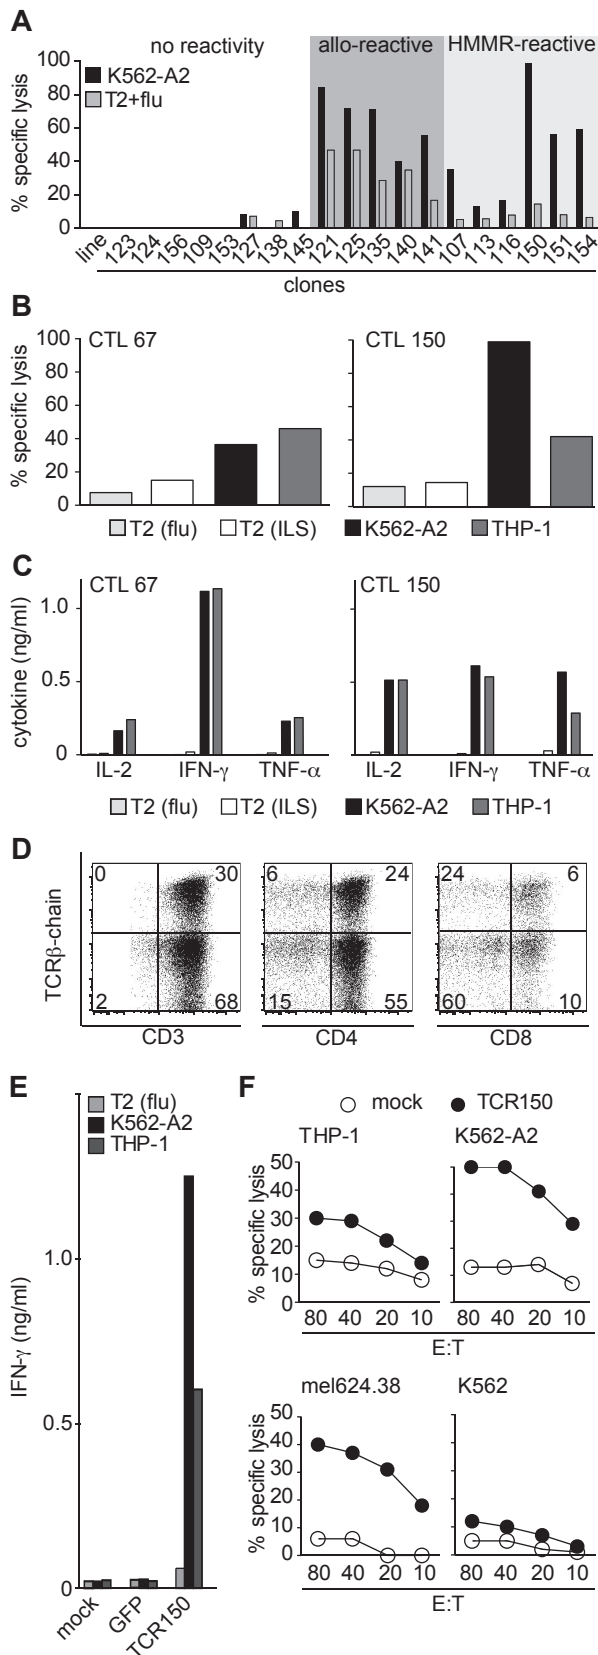 A
no reactivity
allo-reactive
HMMR-reactive
K562-A2
T2+flu
% specific lysis
100
80
60
40
20
0
line 123 124 156 109 153 127 138 145 121 125 135 140 141 107 113 116 150 151 154
clones
B
CTL 67
CTL 150
% specific lysis
100
80
60
40
20
0
T2 (flu) T2 (ILS) K562-A2 THP-1
C
CTL 67
CTL 150
cytokine (ng/ml)
1.0
0.5
0
IL-2 IFN-γ TNF-α
IL-2 IFN-γ TNF-α
T2 (flu) T2 (ILS) K562-A2 THP-1
D
TCRβ-chain
0 30
2 68
CD3
6 24
15 55
CD4
24 6
60 10
CD8
E
T2 (flu)
K562-A2
THP-1
IFN-γ (ng/ml)
1.0
0.5
0
mock GFP TCR150
F
mock TCR150
THP-1
K562-A2
% specific lysis
50
40
30
20
10
0
80 40 20 10
80 40 20 10
E:T
mel624.38
K562
% specific lysis
50
40
30
20
10
0
80 40 20 10
80 40 20 10
E:T